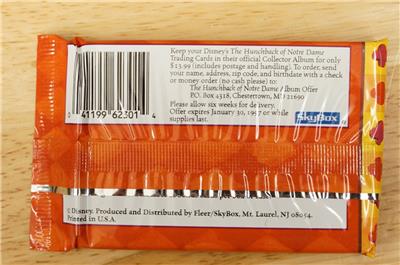 Keep your Disney's The Hunchback of Notre Dame
Trading Cards in their official Collector Album for only
$13.99 (includes postage and handling). To order, send
your name, address, zip code, and birthdate with a check
or money order (no cash please) to:
The Hunchback of Notre Dame Album Offer
P.O. Box 4318, Chestertown, MD 21690
Please allow six weeks for delivery.
Offer expires January 30, 1997 or while
supplies last.
SkyBox
0 41199 62301 4
© Disney. Produced and Distributed by Fleer/SkyBox, Mt. Laurel, NJ 08054.
Printed in U.S.A.